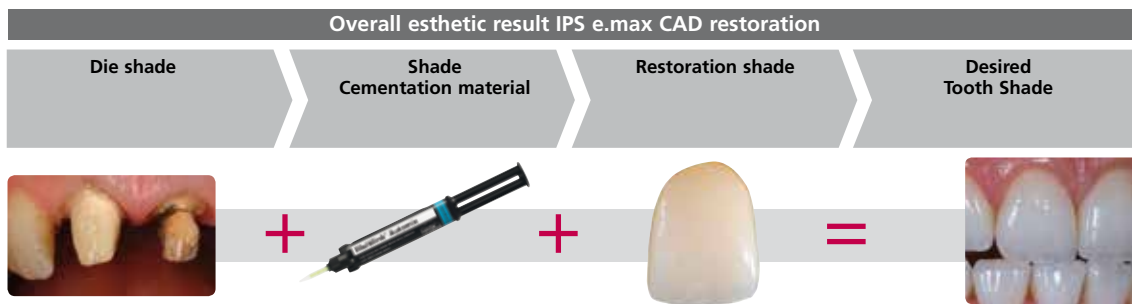 Overall esthetic result IPS e.max CAD restoration
Die shade
Shade
Cementation material
Restoration shade
Desired
Tooth Shade
+
+
=